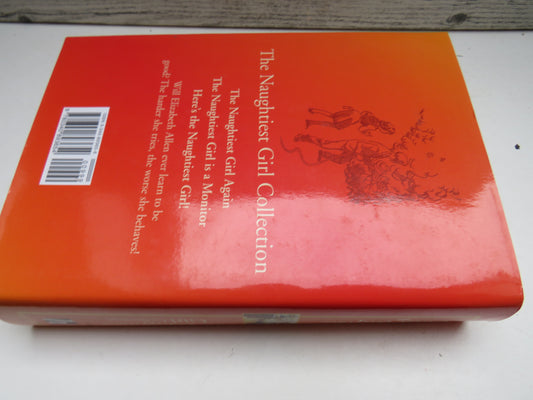 The Naughtiest Girl Collection
The Naughtiest Girl Again
The Naughtiest Girl is a Monitor
Here's the Naughtiest Girl!
Will Elizabeth Allen ever learn to be
good? The harder she tries, the worse she behaves!